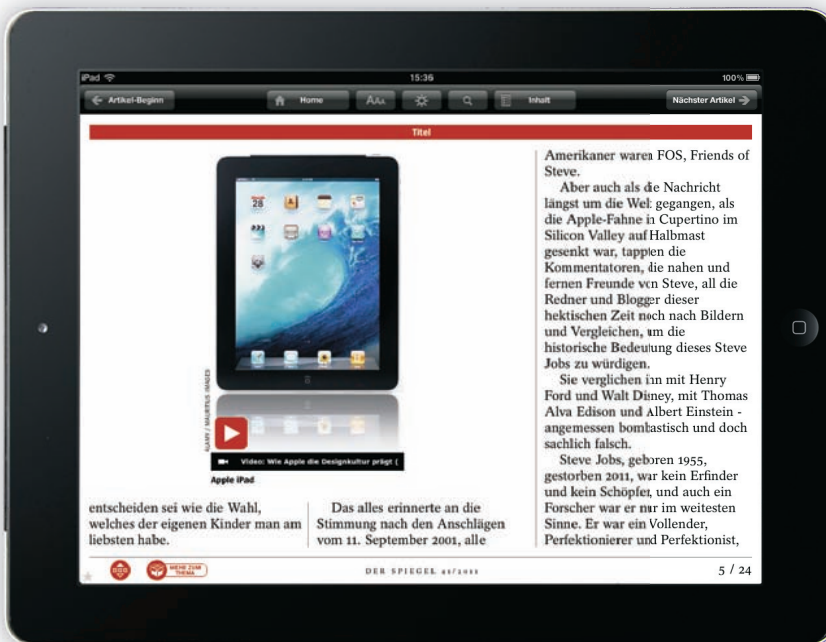 iPad
15:36
100%
Artikel-Beginn
Home
AAA
Inhalt
Nächster Artikel
Titel
28
ALAMY / MAURITIUS IMAGES
Video: Wie Apple die Designkultur prägt (
Apple iPad
entscheiden sei wie die Wahl,
welches der eigenen Kinder man am
liebsten habe.
Das alles erinnerte an die
Stimmung nach den Anschlägen
vom 11. September 2001, alle
Amerikaner waren FOS, Friends of
Steve.
Aber auch als die Nachricht
längst um die Welt gegangen, als
die Apple-Fahne in Cupertino im
Silicon Valley auf Halbmast
gesenkt war, tappten die
Kommentatoren, die nahen und
fernen Freunde von Steve, all die
Redner und Blogger dieser
hektischen Zeit noch nach Bildern
und Vergleichen, um die
historische Bedeutung dieses Steve
Jobs zu würdigen.
Sie verglichen ihn mit Henry
Ford und Walt Disney, mit Thomas
Alva Edison und Albert Einstein -
angemessen bombastisch und doch
sachlich falsch.
Steve Jobs, geboren 1955,
gestorben 2011, war kein Erfinder
und kein Schöpfer, und auch ein
Forscher war er nur im weitesten
Sinne. Er war ein Vollender,
Perfektionierer und Perfektionist,
MEHR ZUM
THEMA
DER SPIEGEL 41/2011
5 / 24